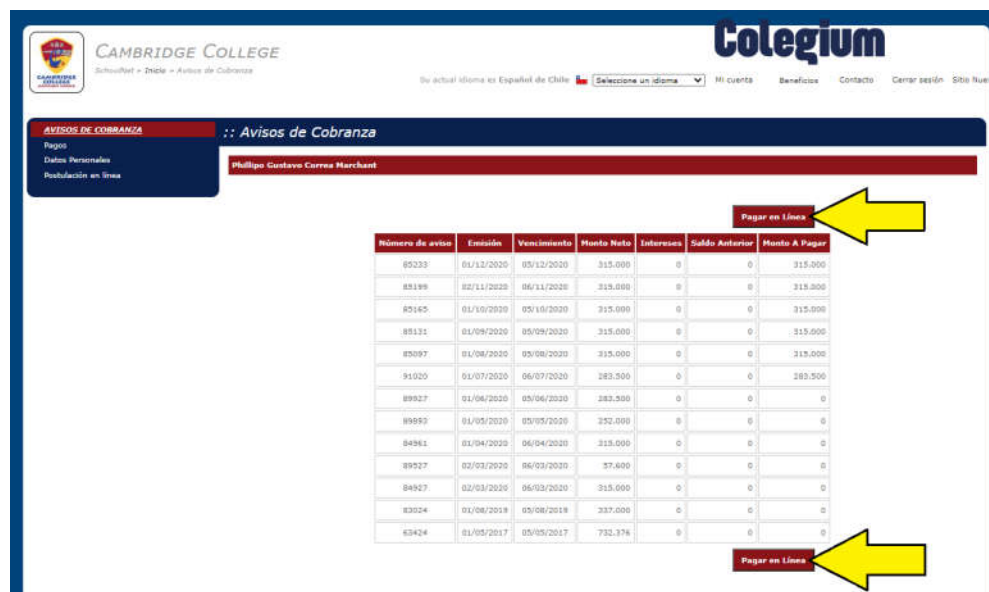 Colegium
CAMBRIDGE COLLEGE
SchoolNet > Inicio > Avisos de Cobranza
CAMBRIDGE
COLLEGE
Su actual idioma es Español de Chile Seleccione un idioma Mi cuenta Beneficios Contacto Cerrar sesión Sitio Nue
AVISOS DE COBRANZA
Pagos
Datos Personales
Postulación en línea
:: Avisos de Cobranza
Phillipo Gustavo Correa Marchant
Pagar en Línea
Número de aviso Emisión Vencimiento Monto Neto Intereses Saldo Anterior Monto A Pagar
85233 01/12/2020 05/12/2020 315.000 0 0 315.000
85199 02/11/2020 06/11/2020 315.000 0 0 315.000
85165 01/10/2020 05/10/2020 315.000 0 0 315.000
85131 01/09/2020 05/09/2020 315.000 0 0 315.000
85097 01/08/2020 05/08/2020 315.000 0 0 315.000
91020 01/07/2020 06/07/2020 283.500 0 0 283.500
89927 01/06/2020 05/06/2020 283.500 0 0 0
89893 01/05/2020 05/05/2020 252.000 0 0 0
84961 01/04/2020 06/04/2020 315.000 0 0 0
89527 02/03/2020 06/03/2020 57.600 0 0 0
84927 02/03/2020 06/03/2020 315.000 0 0 0
83024 01/08/2019 05/08/2019 337.000 0 0 0
63424 01/05/2017 05/05/2017 732.376 0 0 0
Pagar en Línea